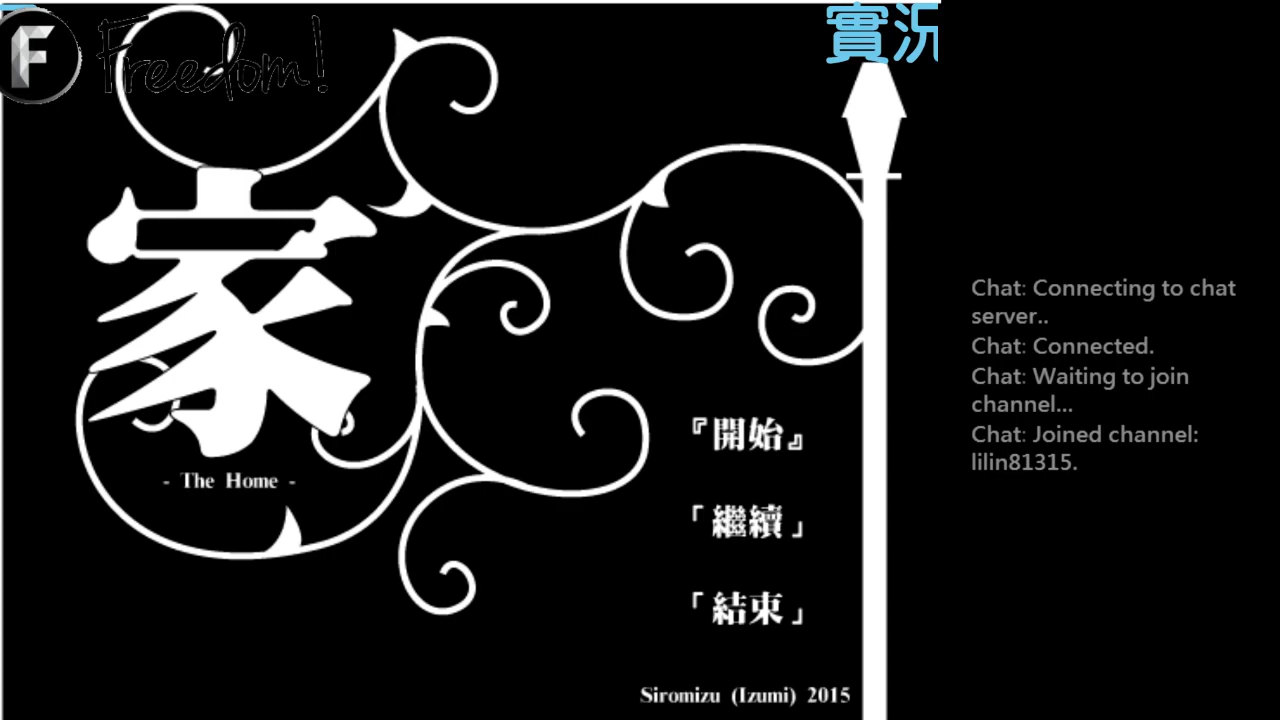 F Freedom!
實況
家
- The Home -
『開始』
「繼續」
「結束」
Siromizu (Izumi) 2015
Chat: Connecting to chat
server..
Chat: Connected.
Chat: Waiting to join
channel...
Chat: Joined channel:
lilin81315.